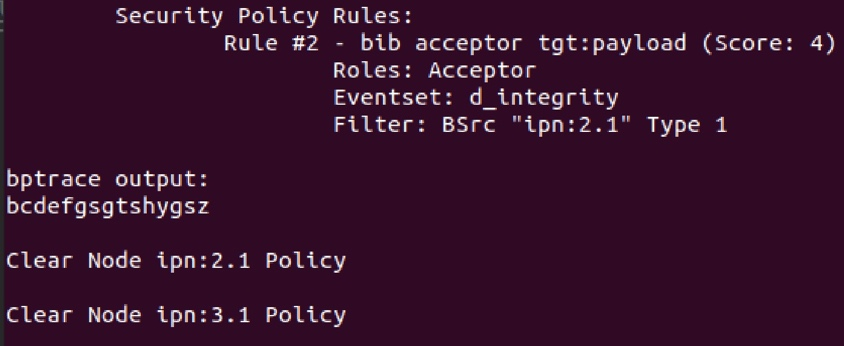 Security Policy Rules:
Rule #2 - bib acceptor tgt:payload (Score: 4)
Roles: Acceptor
Eventset: d_integrity
Filter: BSrc "ipn:2.1" Type 1
bptrace output:
bcdefgsgtshygsz
Clear Node ipn:2.1 Policy
Clear Node ipn:3.1 Policy